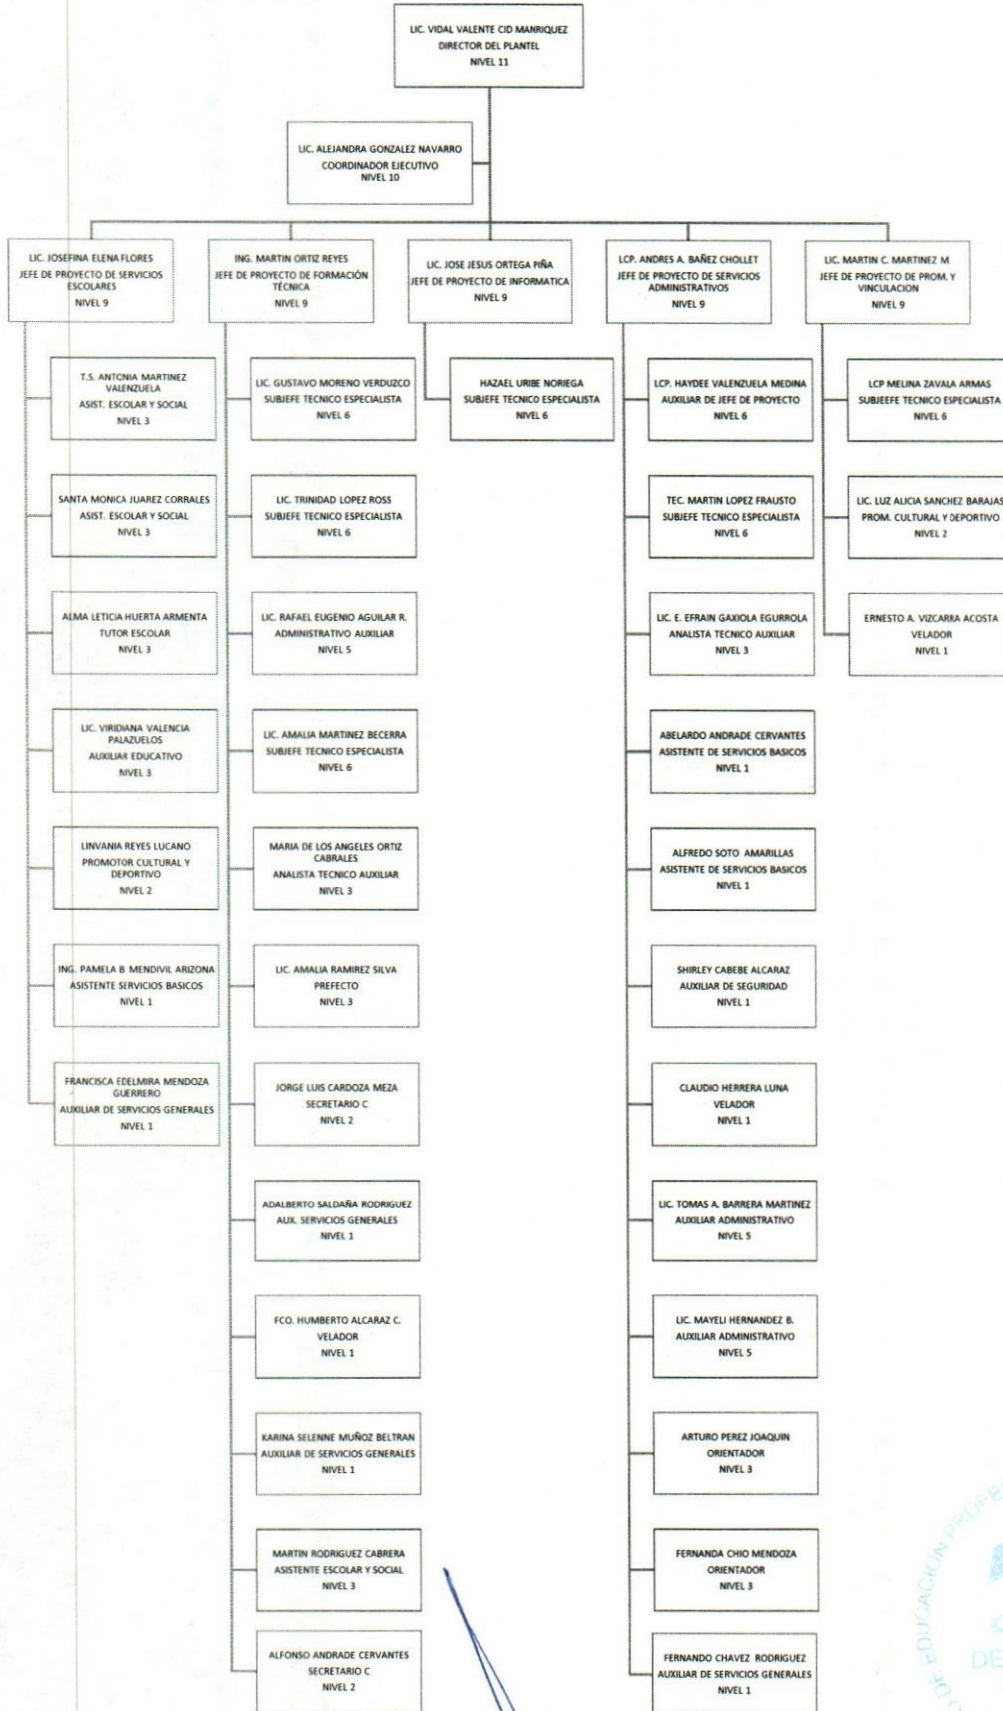 LIC. VIDAL VALENTE CID MANRIQUEZ
DIRECTOR DEL PLANTEL
NIVEL 11
LIC. ALEJANDRA GONZALEZ NAVARRO
COORDINADOR EJECUTIVO
NIVEL 10
LIC. JOSEFINA ELENA FLORES
JEFE DE PROYECTO DE SERVICIOS
ESCOLARES
NIVEL 9
ING. MARTIN ORTIZ REYES
JEFE DE PROYECTO DE FORMACIÓN
TÉCNICA
NIVEL 9
LIC. JOSE JESUS ORTEGA PIÑA
JEFE DE PROYECTO DE INFORMATICA
NIVEL 9
LCP. ANDRES A. BAÑEZ CHOLLET
JEFE DE PROYECTO DE SERVICIOS
ADMINISTRATIVOS
NIVEL 9
LIC. MARTIN C. MARTINEZ M
JEFE DE PROYECTO DE PROM. Y
VINCULACION
NIVEL 9
T.S. ANTONIA MARTINEZ
VALENZUELA
ASIST. ESCOLAR Y SOCIAL
NIVEL 3
SANTA MONICA JUAREZ CORRALES
ASIST. ESCOLAR Y SOCIAL
NIVEL 3
ALMA LETICIA HUERTA ARMENTA
TUTOR ESCOLAR
NIVEL 3
LIC. VIRIDIANA VALENCIA
PALAZUELOS
AUXILIAR EDUCATIVO
NIVEL 3
LINVANIA REYES LUCANO
PROMOTOR CULTURAL Y
DEPORTIVO
NIVEL 2
ING. PAMELA B. MENDIVIL ARIZONA
ASISTENTE SERVICIOS BASICOS
NIVEL 1
FRANCISCA EDELMIRA MENDOZA
GUERRERO
AUXILIAR DE SERVICIOS GENERALES
NIVEL 1
LIC. GUSTAVO MORENO VERDUZCO
SUBJEFE TECNICO ESPECIALISTA
NIVEL 6
LIC. TRINIDAD LOPEZ ROSS
SUBJEFE TECNICO ESPECIALISTA
NIVEL 6
LIC. RAFAEL EUGENIO AGUILAR R.
ADMINISTRATIVO AUXILIAR
NIVEL 5
LIC. AMALIA MARTINEZ BECERRA
SUBJEFE TECNICO ESPECIALISTA
NIVEL 6
MARIA DE LOS ANGELES ORTIZ
CABRALES
ANALISTA TECNICO AUXILIAR
NIVEL 3
LIC. AMALIA RAMIREZ SILVA
PREFECTO
NIVEL 3
JORGE LUIS CARDOZA MEZA
SECRETARIO C
NIVEL 2
ADALBERTO SALDAÑA RODRIGUEZ
AUX. SERVICIOS GENERALES
NIVEL 1
FCO. HUMBERTO ALCARAZ C.
VELADOR
NIVEL 1
KARINA SELENNE MUÑOZ BELTRAN
AUXILIAR DE SERVICIOS GENERALES
NIVEL 1
MARTIN RODRIGUEZ CABRERA
ASISTENTE ESCOLAR Y SOCIAL
NIVEL 3
ALFONSO ANDRADE CERVANTES
SECRETARIO C
NIVEL 2
HAZAEL URIBE NORIEGA
SUBJEFE TECNICO ESPECIALISTA
NIVEL 6
LCP. HAYDEE VALENZUELA MEDINA
AUXILIAR DE JEFE DE PROYECTO
NIVEL 6
TEC. MARTIN LOPEZ FRAUSTO
SUBJEFE TECNICO ESPECIALISTA
NIVEL 6
LIC. E. EFRAIN GAXIOLA EGURROLA
ANALISTA TECNICO AUXILIAR
NIVEL 3
ABELARDO ANDRADE CERVANTES
ASISTENTE DE SERVICIOS BASICOS
NIVEL 1
ALFREDO SOTO AMARILLAS
ASISTENTE DE SERVICIOS BASICOS
NIVEL 1
SHIRLEY CABEBE ALCARAZ
AUXILIAR DE SEGURIDAD
NIVEL 1
CLAUDIO HERRERA LUNA
VELADOR
NIVEL 1
LIC. TOMAS A. BARRERA MARTINEZ
AUXILIAR ADMINISTRATIVO
NIVEL 5
LIC. MAYELI HERNANDEZ B.
AUXILIAR ADMINISTRATIVO
NIVEL 5
ARTURO PEREZ JOAQUIN
ORIENTADOR
NIVEL 3
FERNANDA CHIO MENDOZA
ORIENTADOR
NIVEL 3
FERNANDO CHAVEZ RODRIGUEZ
AUXILIAR DE SERVICIOS GENERALES
NIVEL 1
LCP MELINA ZAVALA ARMAS
SUBJEEFE TECNICO ESPECIALISTA
NIVEL 6
LIC. LUZ ALICIA SANCHEZ BARAJAS
PROM. CULTURAL Y DEPORTIVO
NIVEL 2
ERNESTO A. VIZCARRA ACOSTA
VELADOR
NIVEL 1
DE EDUCACION
DE